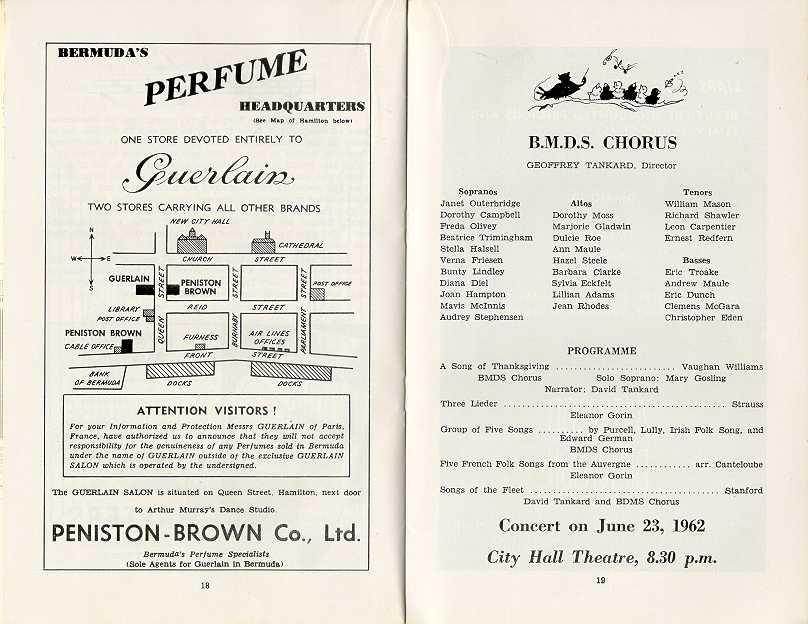 BERMUDA'S
PERFUME
HEADQUARTERS
(See Map of Hamilton below)
ONE STORE DEVOTED ENTIRELY TO
Guerlain
TWO STORES CARRYING ALL OTHER BRANDS
NEW CITY HALL
N
CATHEDRAL
W E
CHURCH STREET
S
GUERLAIN
STREET
PENISTON
BROWN
STREET
STREET
POST OFFICE
LIBRARY
REID STREET
POST OFFICE
PENISTON BROWN
QUEEN
FURNESS
BURNABY
AIR LINES
OFFICES
PARLIAMENT
CABLE OFFICE
FRONT STREET
BANK
OF BERMUDA
DOCKS
DOCKS
ATTENTION VISITORS !
For your Information and Protection Messrs GUERLAIN of Paris,
France, have authorised us to announce that they will not accept
responsibility for the genuineness of any Perfumes sold in Bermuda
under the name of GUERLAIN outside of the exclusive GUERLAIN
SALON which is operated by the undersigned.
The GUERLAIN SALON is situated on Queen Street, Hamilton, next door
to Arthur Murray's Dance Studio.
PENISTON-BROWN Co., Ltd.
Bermuda's Perfume Specialists
(Sole Agents for Guerlain in Bermuda)
18
B.M.D.S. CHORUS
GEOFFREY TANKARD, Director
Sopranos
Janet Outerbridge
Dorothy Campbell
Freda Olivey
Beatrice Trimingham
Stella Halsell
Verna Friesen
Bunty Lindley
Diana Diel
Joan Hampton
Mavis McInnis
Audrey Stephensen
Altos
Dorothy Moss
Marjorie Gladwin
Dulcie Roe
Ann Maule
Hazel Steele
Barbara Clarke
Sylvia Eckfelt
Lillian Adams
Jean Rhodes
Tenors
William Mason
Richard Shawler
Leon Carpentier
Ernest Redfern
Basses
Eric Troake
Andrew Maule
Eric Dunch
Clemens McGara
Christopher Eden
PROGRAMME
A Song of Thanksgiving .......................... Vaughan Williams
BMDS Chorus Solo Soprano: Mary Gosling
Narrator: David Tankard
Three Lieder ................................................ Strauss
Eleanor Gorin
Group of Five Songs .......... by Purcell, Lully, Irish Folk Song, and
Edward German
BMDS Chorus
Five French Folk Songs from the Auvergne ............ arr. Canteloube
Eleanor Gorin
Songs of the Fleet .......................................... Stanford
David Tankard and BDMS Chorus
Concert on June 23, 1962
City Hall Theatre, 8.30 p.m.
19